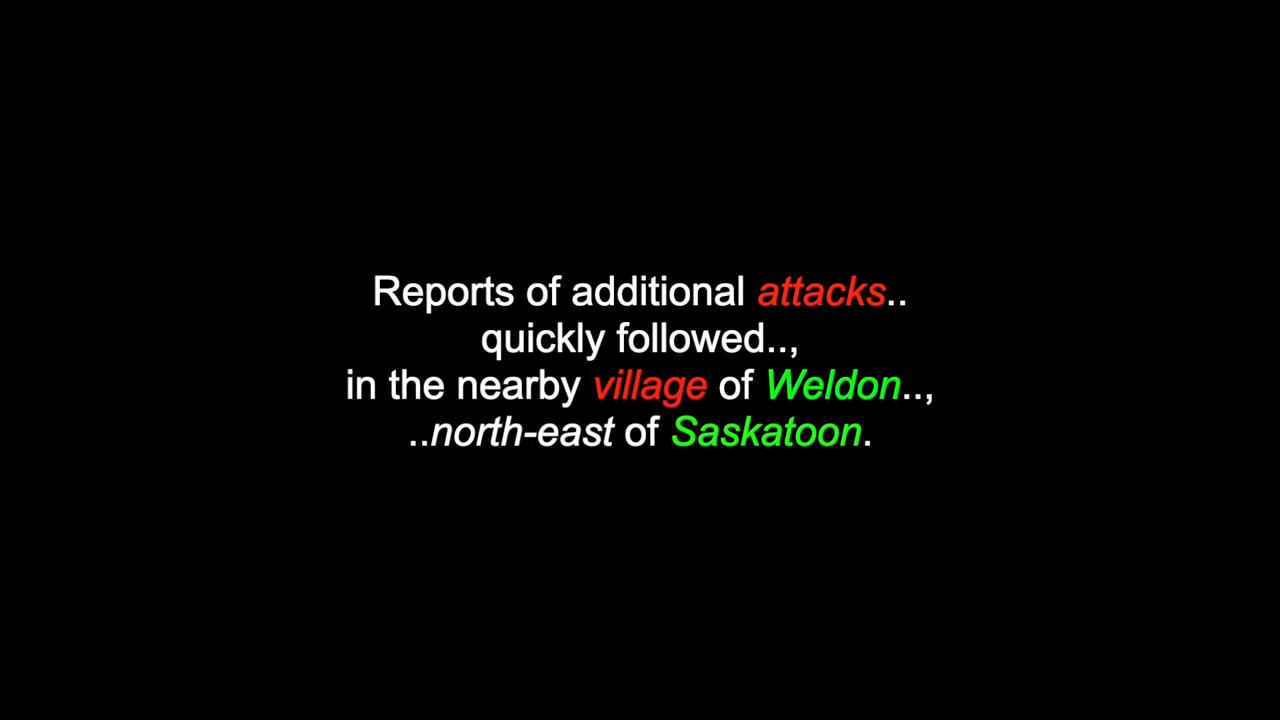 Reports of additional attacks..
quickly followed..,
in the nearby village of Weldon..,
..north-east of Saskatoon.